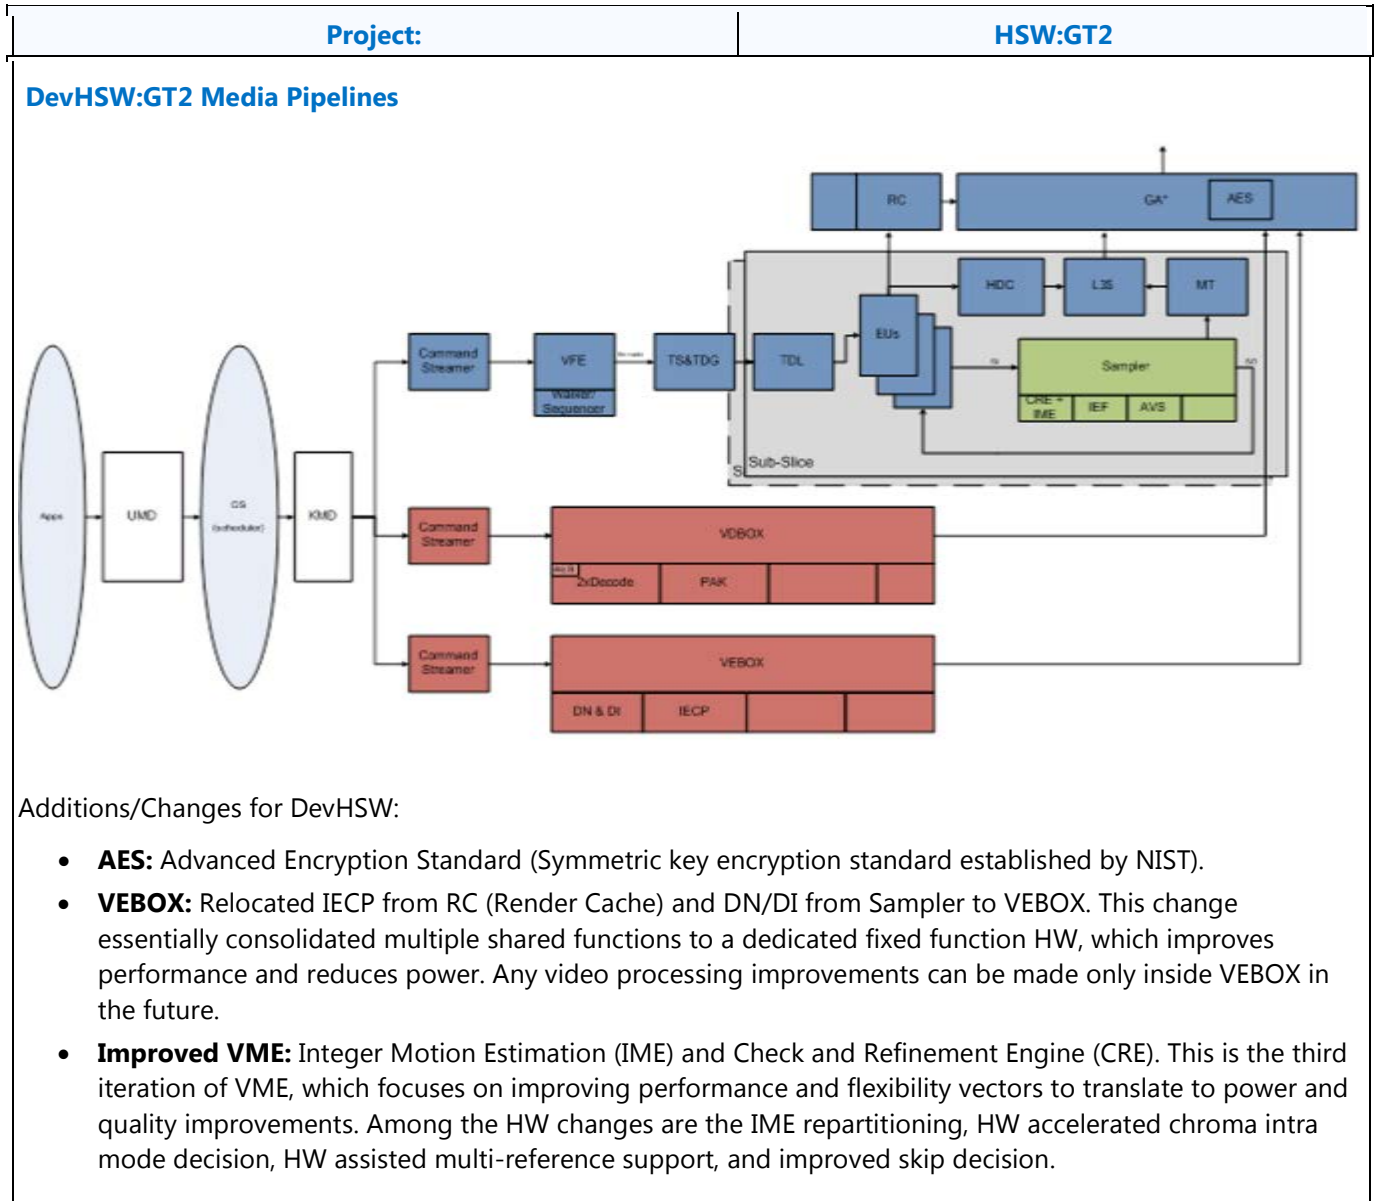 Project:
HSW:GT2
DevHSW:GT2 Media Pipelines
RC
GA*
AES
HDC
L3S
MT
EUs
Command
Streamer
VFE
Walker/
Sequencer
TS&TDG
TDL
Sampler
CRE +
IME
IEF
AVS
Sub-Slice
S
Apps
UMD
OS
(scheduler)
KMD
Command
Streamer
VDBOX
2xDecode
PAK
Command
Streamer
VEBOX
DN & DI
IECP
Additions/Changes for DevHSW:
• AES: Advanced Encryption Standard (Symmetric key encryption standard established by NIST).
• VEBOX: Relocated IECP from RC (Render Cache) and DN/DI from Sampler to VEBOX. This change
essentially consolidated multiple shared functions to a dedicated fixed function HW, which improves
performance and reduces power. Any video processing improvements can be made only inside VEBOX in
the future.
• Improved VME: Integer Motion Estimation (IME) and Check and Refinement Engine (CRE). This is the third
iteration of VME, which focuses on improving performance and flexibility vectors to translate to power and
quality improvements. Among the HW changes are the IME repartitioning, HW accelerated chroma intra
mode decision, HW assisted multi-reference support, and improved skip decision.